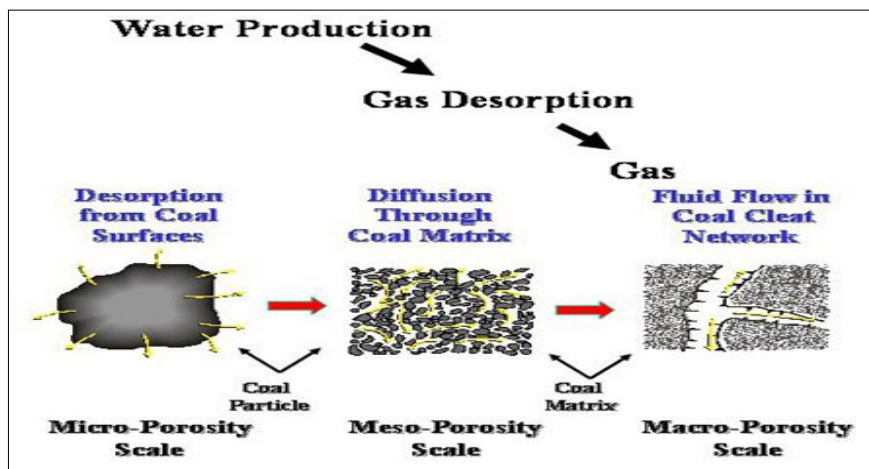 Water Production
Gas Desorption
Gas
Desorption
from Coal
Surfaces
Diffusion
Through
Coal Matrix
Fluid Flow in
Coal Cleat
Network
Coal
Particle
Coal
Matrix
Micro-Porosity
Scale
Meso-Porosity
Scale
Macro-Porosity
Scale